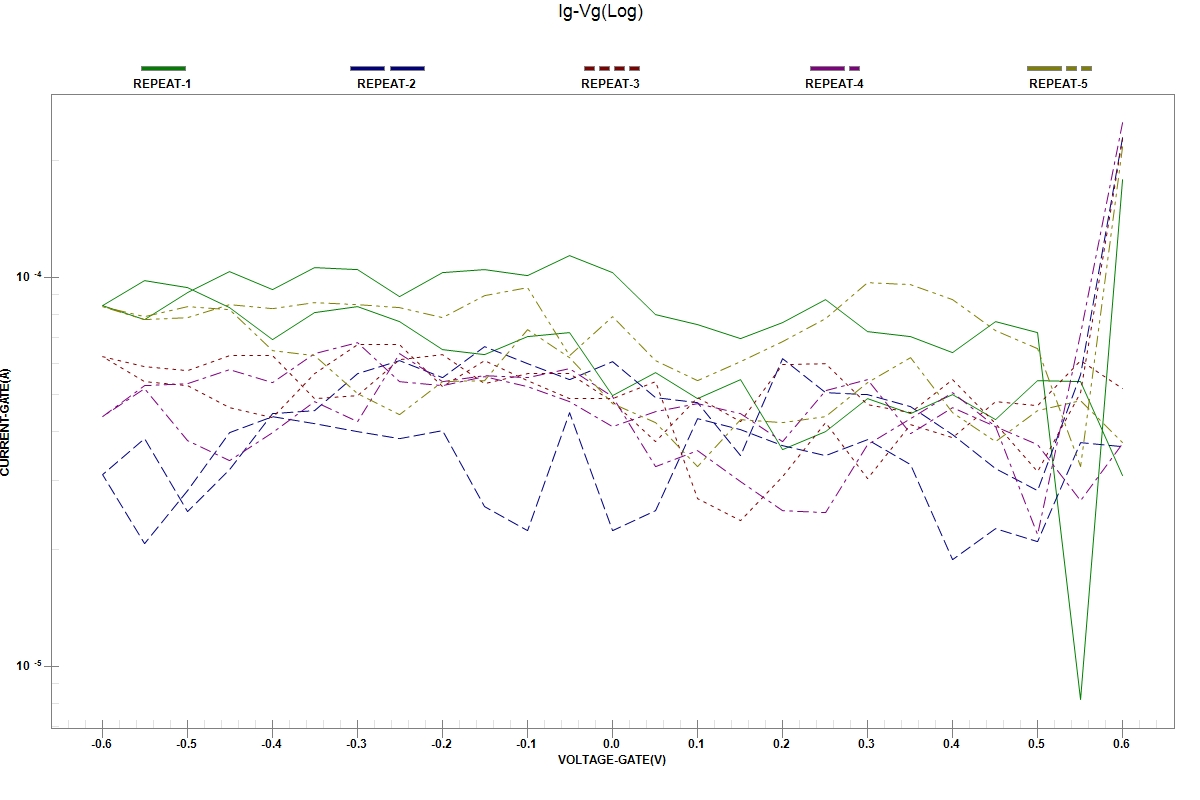 Ig-Vg(Log)
REPEAT-1 REPEAT-2 REPEAT-3 REPEAT-4 REPEAT-5
10 -4
CURRENT-GATE(A)
10 -5
-0.6 -0.5 -0.4 -0.3 -0.2 -0.1 0.0 0.1 0.2 0.3 0.4 0.5 0.6
VOLTAGE-GATE(V)